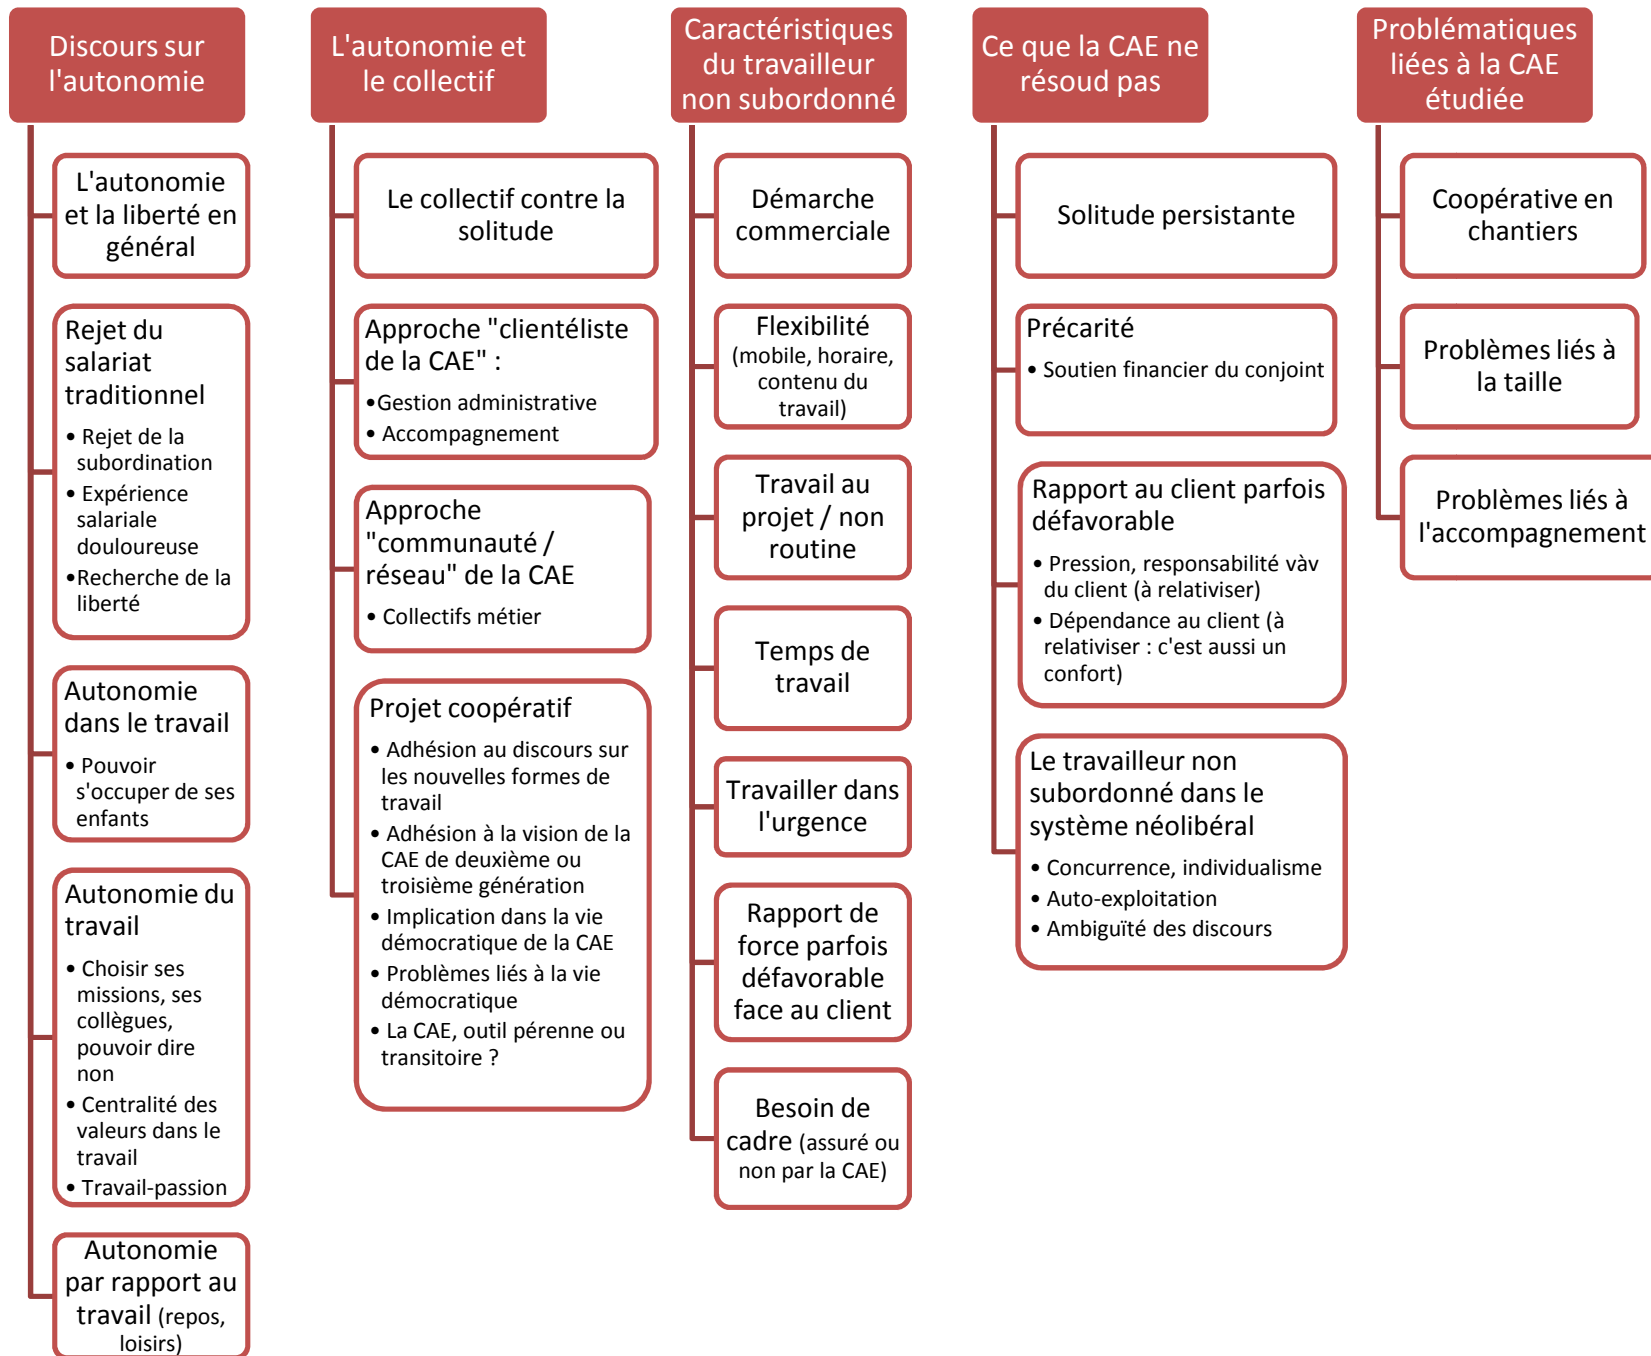 Discours sur
l'autonomie
L'autonomie
et la liberté en
général
Rejet du
salariat
traditionnel
• Rejet de la
subordination
• Expérience
salariale
douloureuse
•Recherche de la
liberté
Autonomie
dans le travail
• Pouvoir
s'occuper de ses
enfants
Autonomie du
travail
• Choisir ses
missions, ses
collègues,
pouvoir dire
non
• Centralité des
valeurs dans le
travail
• Travail-passion
Autonomie
par rapport au
travail (repos,
loisirs)
L'autonomie et
le collectif
Le collectif contre la
solitude
Approche "clientéliste
de la CAE" :
•Gestion administrative
• Accompagnement
Approche
"communauté /
réseau" de la CAE
• Collectifs métier
Projet coopératif
• Adhésion au discours sur
les nouvelles formes de
travail
• Adhésion à la vision de la
CAE de deuxième ou
troisième génération
• Implication dans la vie
démocratique de la CAE
• Problèmes liés à la vie
démocratique
• La CAE, outil pérenne ou
transitoire ?
Caractéristiques
du travailleur
non subordonné
Démarche
commerciale
Flexibilité
(mobile, horaire,
contenu du
travail)
Travail au
projet / non
routine
Temps de
travail
Travailler dans
l'urgence
Rapport de
force parfois
défavorable
face au client
Besoin de
cadre (assuré ou
non par la CAE)
Ce que la CAE ne
résoud pas
Solitude persistante
Précarité
• Soutien financier du conjoint
Rapport au client parfois
défavorable
• Pression, responsabilité vàv
du client (à relativiser)
• Dépendance au client (à
relativiser : c'est aussi un
confort)
Le travailleur non
subordonné dans le
système néolibéral
• Concurrence, individualisme
• Auto-exploitation
• Ambiguïté des discours
Problématiques
liées à la CAE
étudiée
Coopérative en
chantiers
Problèmes liés à
la taille
Problèmes liés à
l'accompagnement